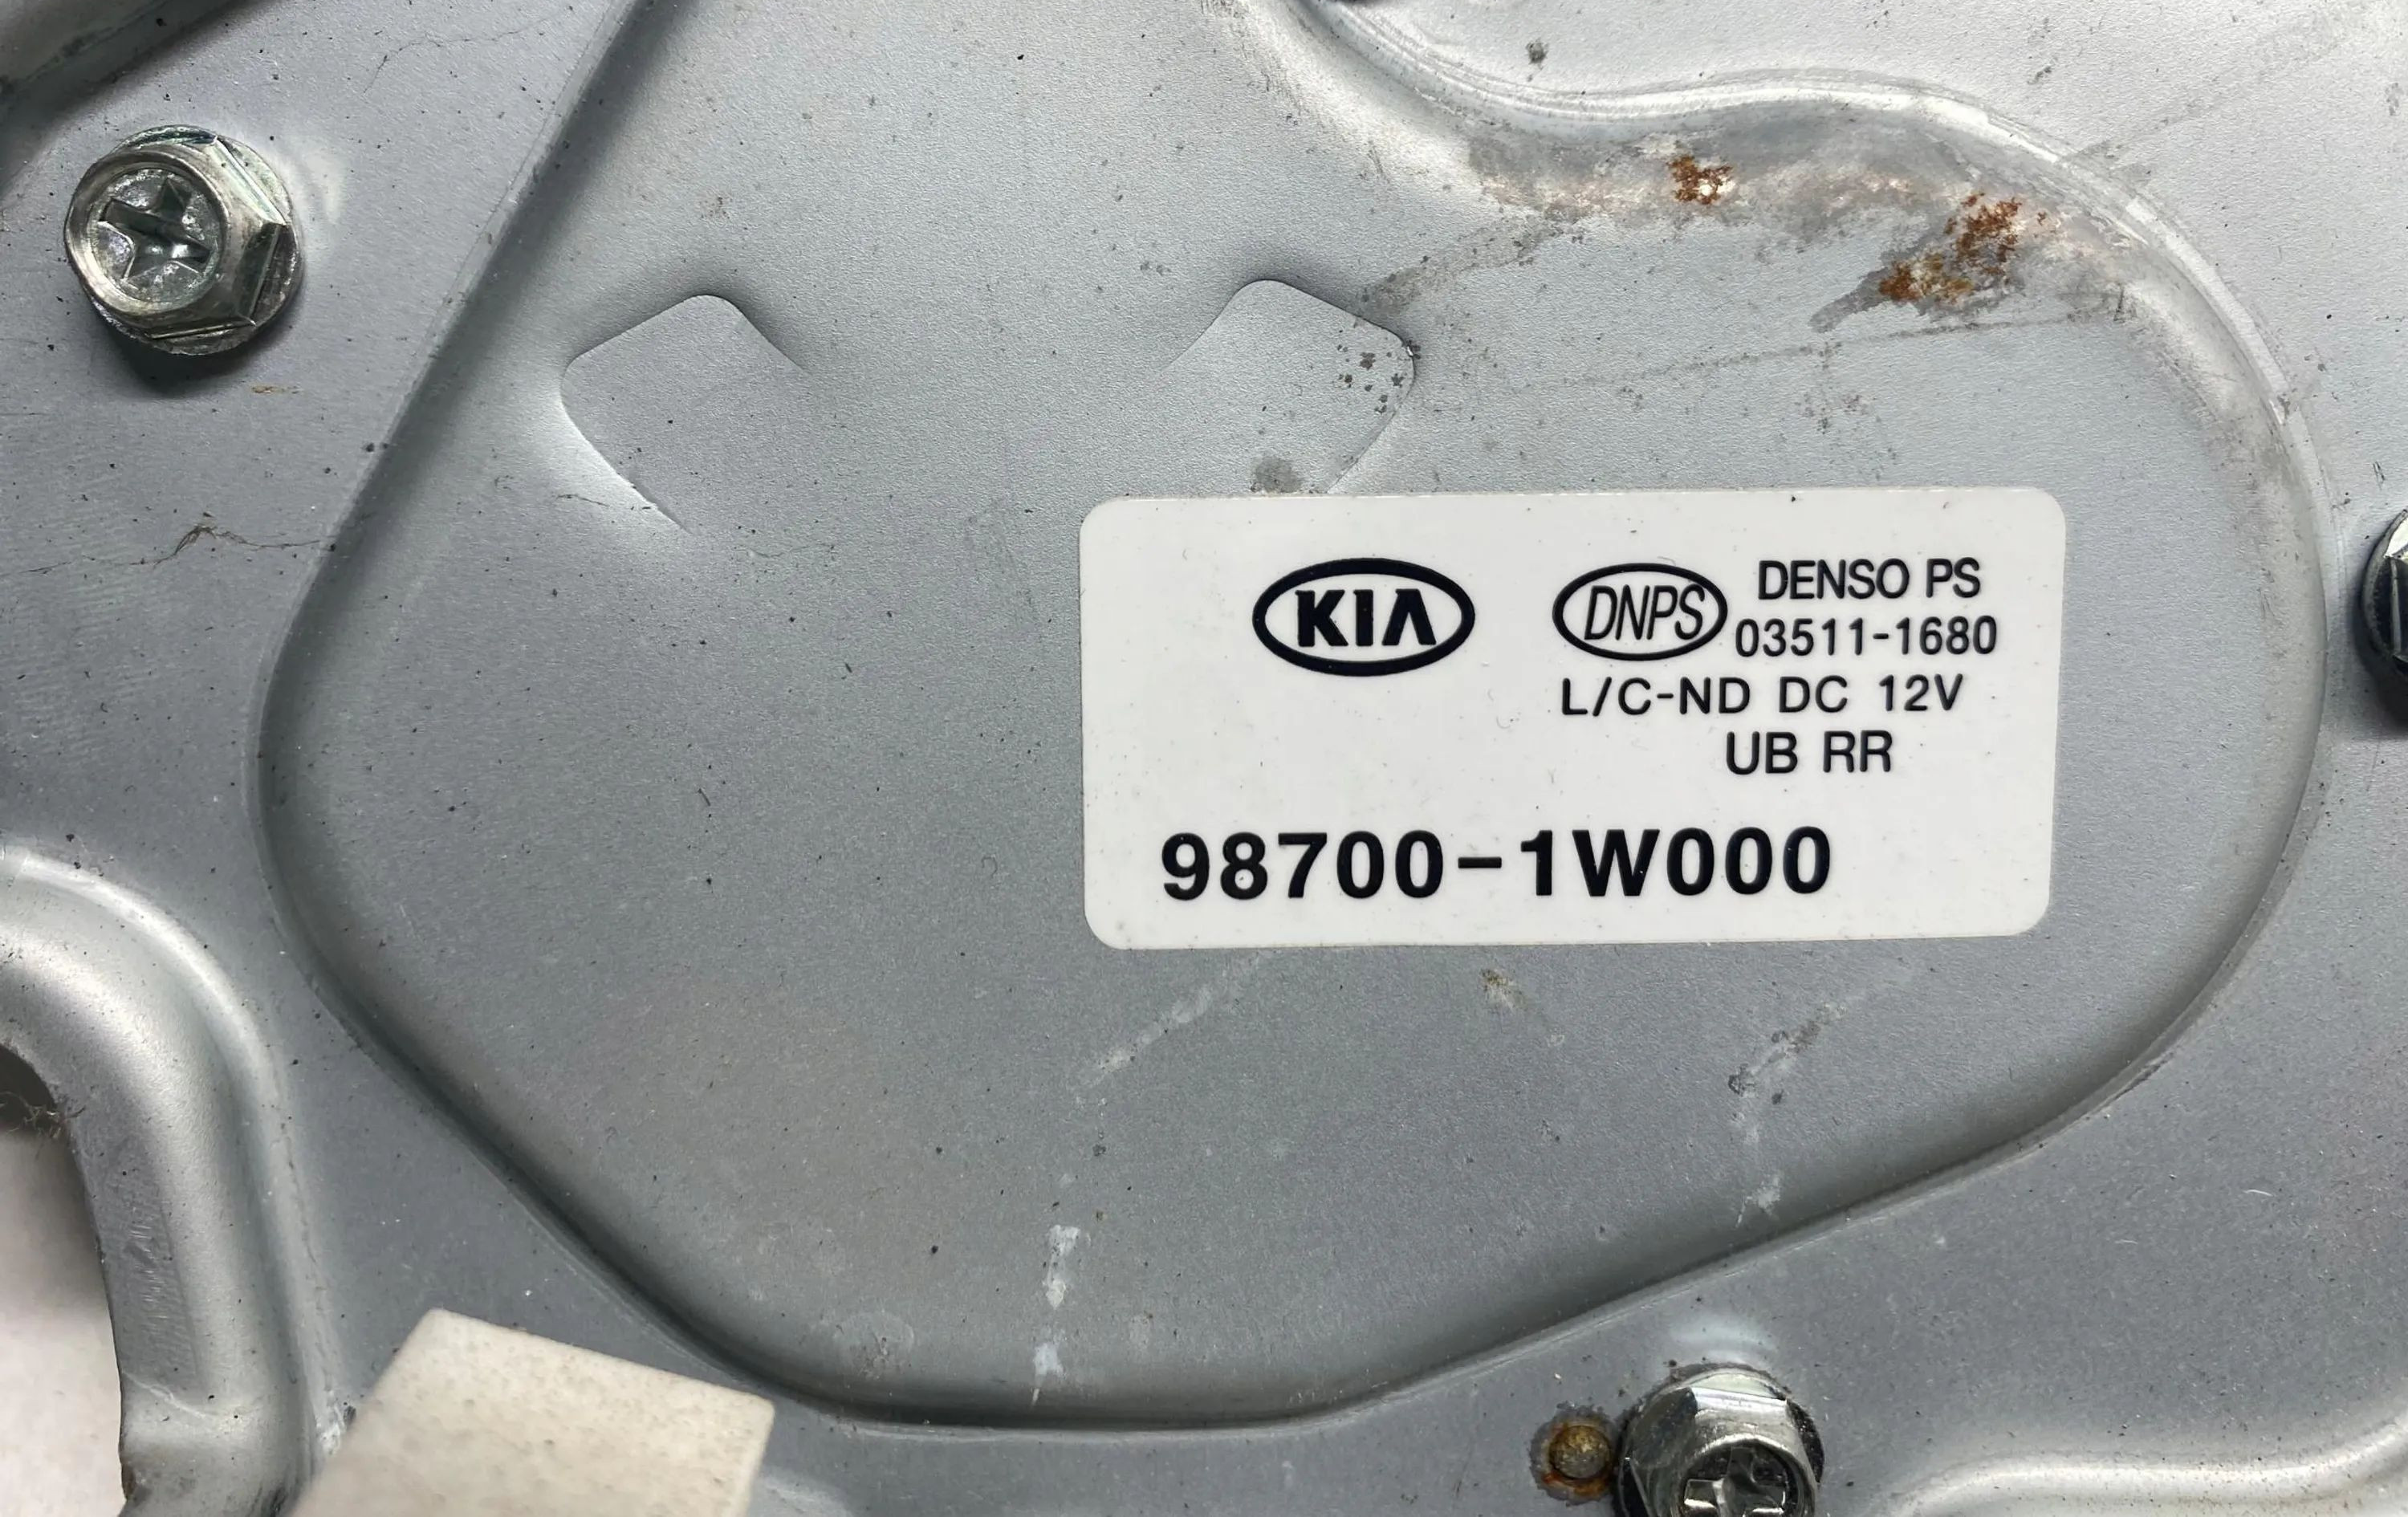 KIA
DNPS DENSO PS
03511-1680
L/C-ND DC 12V
UB RR
98700-1W000